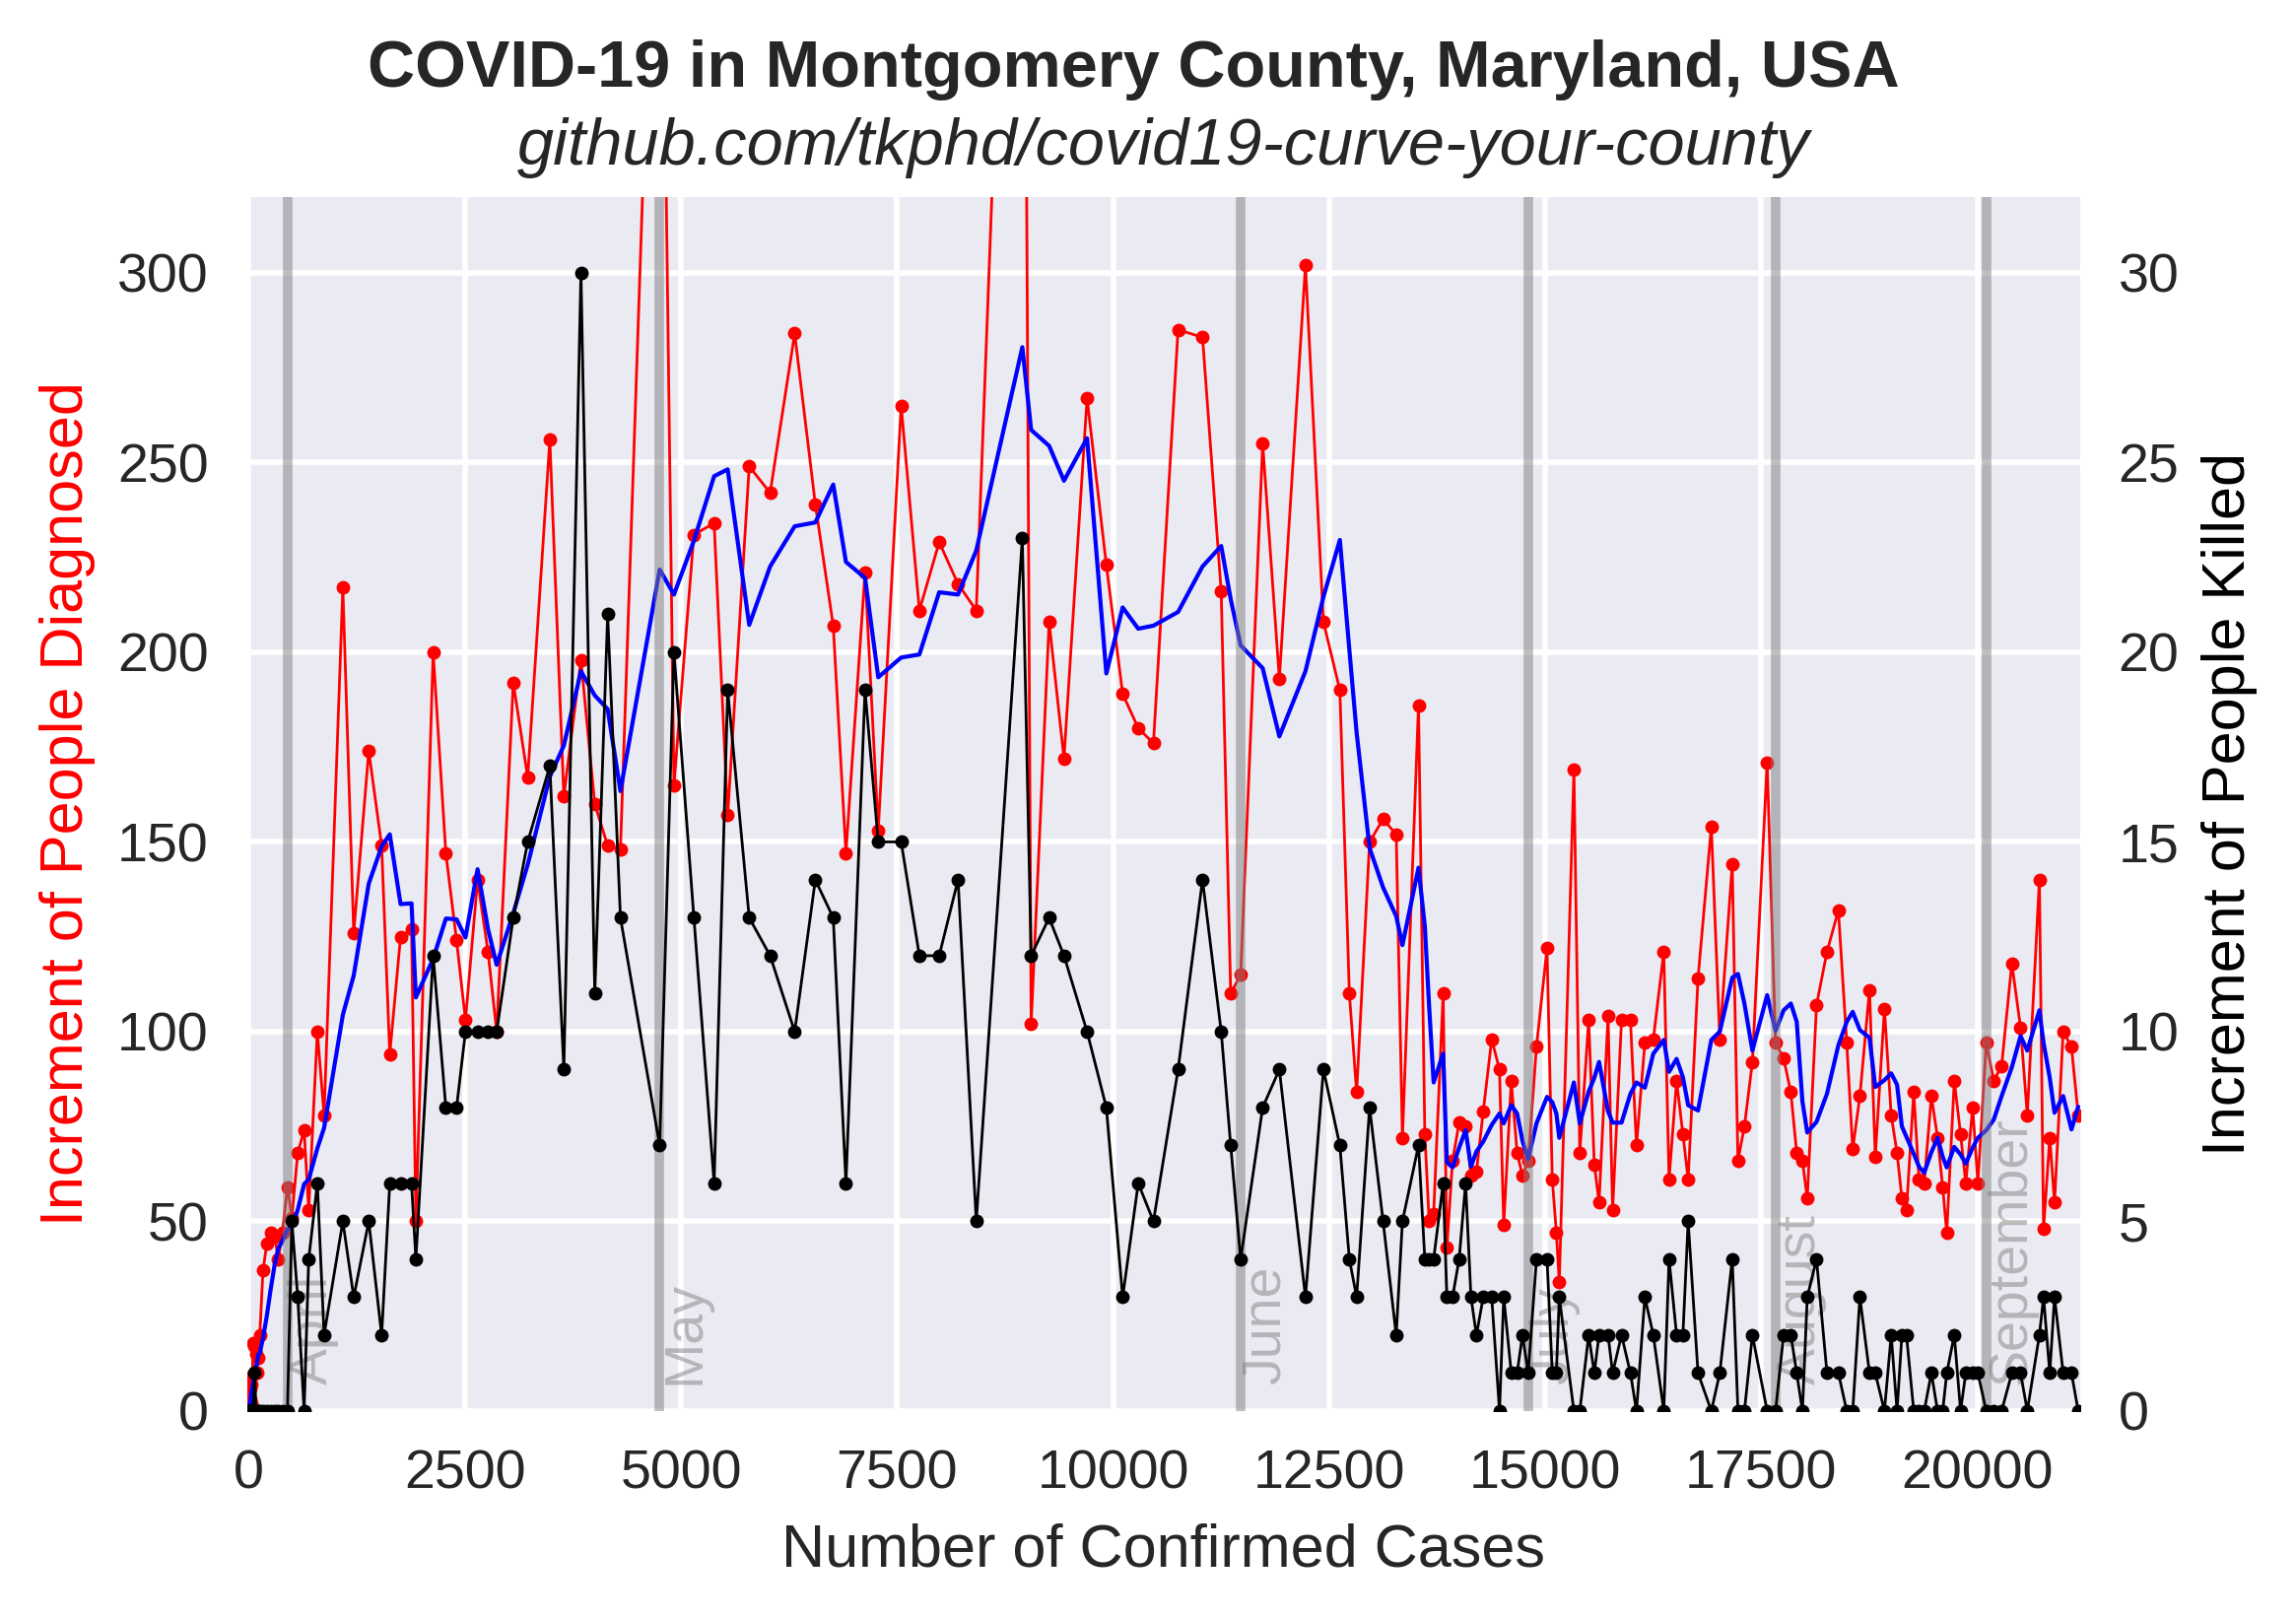 COVID-19 in Montgomery County, Maryland, USA
github.com/tkphd/covid19-curve-your-county
Increment of People Diagnosed
300
250
200
150
100
50
0
April
May
June
July
August
September
30
25
20
15
10
5
0
Increment of People Killed
0 2500 5000 7500 10000 12500 15000 17500 20000
Number of Confirmed Cases